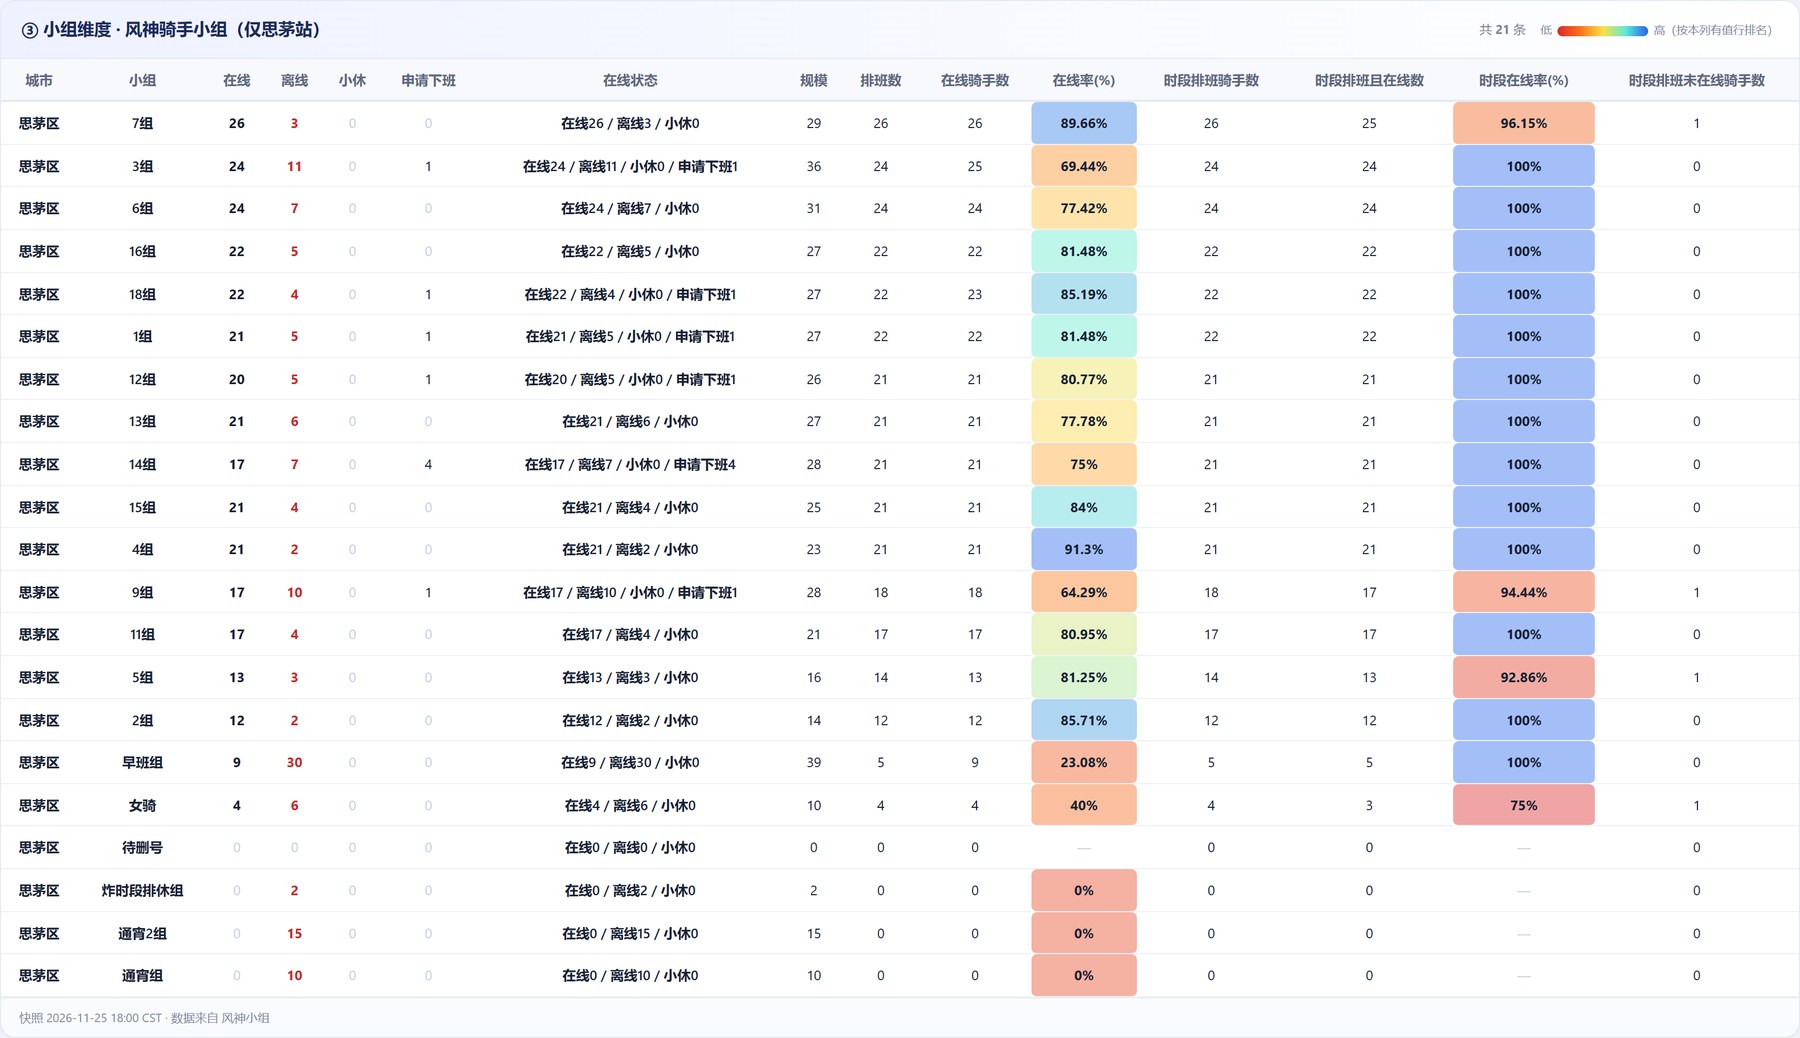 ③ 小组维度 · 风神骑手小组（仅思茅站）
共 21 条 低 高 (按本列有值行排名)
城市 小组 在线 离线 小休 申请下班 在线状态 规模 排班数 在线骑手数 在线率(%) 时段排班骑手数 时段排班且在线数 时段在线率(%) 时段排班未在线骑手数
思茅区 7组 26 3 0 0 在线26 / 离线3 / 小休0 29 26 26 89.66% 26 25 96.15% 1
思茅区 3组 24 11 0 1 在线24 / 离线11 / 小休0 / 申请下班1 36 24 25 69.44% 24 24 100% 0
思茅区 6组 24 7 0 0 在线24 / 离线7 / 小休0 31 24 24 77.42% 24 24 100% 0
思茅区 16组 22 5 0 0 在线22 / 离线5 / 小休0 27 22 22 81.48% 22 22 100% 0
思茅区 18组 22 4 0 1 在线22 / 离线4 / 小休0 / 申请下班1 27 22 23 85.19% 22 22 100% 0
思茅区 1组 21 5 0 1 在线21 / 离线5 / 小休0 / 申请下班1 27 22 22 81.48% 22 22 100% 0
思茅区 12组 20 5 0 1 在线20 / 离线5 / 小休0 / 申请下班1 26 21 21 80.77% 21 21 100% 0
思茅区 13组 21 6 0 0 在线21 / 离线6 / 小休0 27 21 21 77.78% 21 21 100% 0
思茅区 14组 17 7 0 4 在线17 / 离线7 / 小休0 / 申请下班4 28 21 21 75% 21 21 100% 0
思茅区 15组 21 4 0 0 在线21 / 离线4 / 小休0 25 21 21 84% 21 21 100% 0
思茅区 4组 21 2 0 0 在线21 / 离线2 / 小休0 23 21 21 91.3% 21 21 100% 0
思茅区 9组 17 10 0 1 在线17 / 离线10 / 小休0 / 申请下班1 28 18 18 64.29% 18 17 94.44% 1
思茅区 11组 17 4 0 0 在线17 / 离线4 / 小休0 21 17 17 80.95% 17 17 100% 0
思茅区 5组 13 3 0 0 在线13 / 离线3 / 小休0 16 14 13 81.25% 14 13 92.86% 1
思茅区 2组 12 2 0 0 在线12 / 离线2 / 小休0 14 12 12 85.71% 12 12 100% 0
思茅区 早班组 9 30 0 0 在线9 / 离线30 / 小休0 39 5 9 23.08% 5 5 100% 0
思茅区 女骑 4 6 0 0 在线4 / 离线6 / 小休0 10 4 4 40% 4 3 75% 1
思茅区 待删号 0 0 0 0 在线0 / 离线0 / 小休0 0 0 0 — 0 0 — 0
思茅区 炸时段排休组 0 2 0 0 在线0 / 离线2 / 小休0 2 0 0 0% 0 0 — 0
思茅区 通宵2组 0 15 0 0 在线0 / 离线15 / 小休0 15 0 0 0% 0 0 — 0
思茅区 通宵组 0 10 0 0 在线0 / 离线10 / 小休0 10 0 0 0% 0 0 — 0
快照 2026-11-25 18:00 CST · 数据来自 风神小组